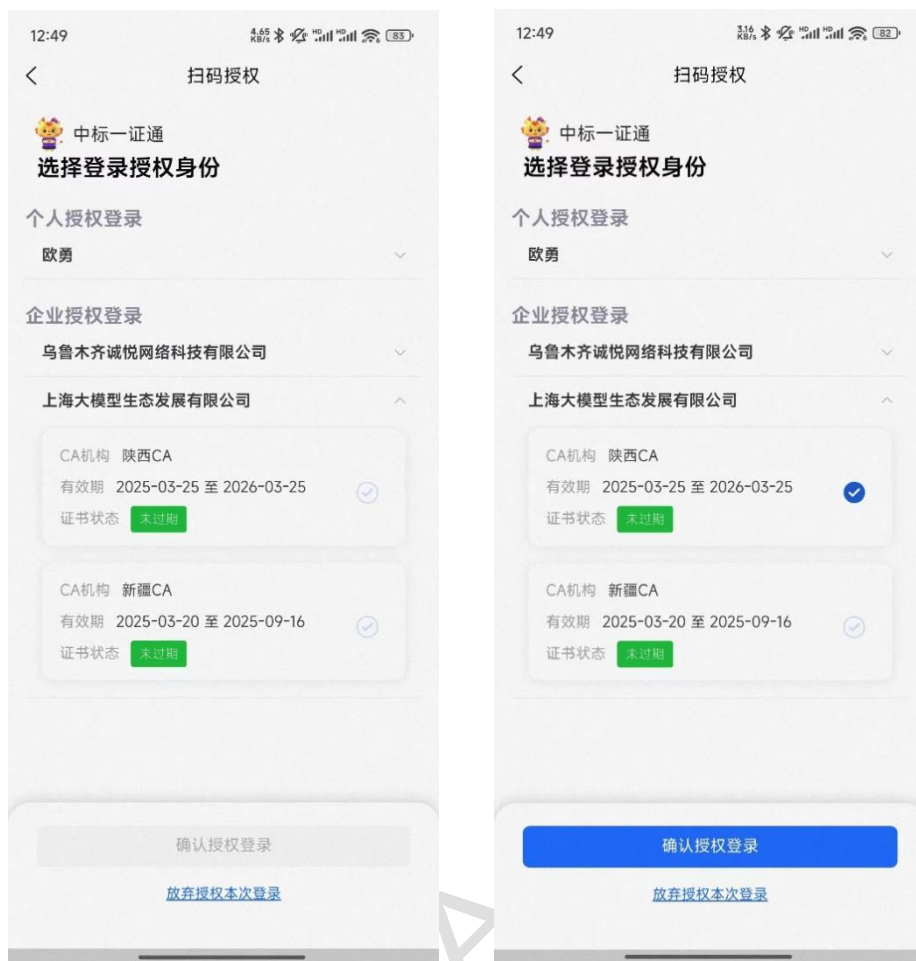 12:49
4.65 KB/s HD HD 83
扫码授权
中标一证通
选择登录授权身份
个人授权登录
欧勇
企业授权登录
乌鲁木齐诚悦网络科技有限公司
上海大模型生态发展有限公司
CA机构 陕西CA
有效期 2025-03-25 至 2026-03-25
证书状态 未过期
CA机构 新疆CA
有效期 2025-03-20 至 2025-09-16
证书状态 未过期
确认授权登录
放弃授权本次登录
12:49
3.16 KB/s HD HD 82
扫码授权
中标一证通
选择登录授权身份
个人授权登录
欧勇
企业授权登录
乌鲁木齐诚悦网络科技有限公司
上海大模型生态发展有限公司
CA机构 陕西CA
有效期 2025-03-25 至 2026-03-25
证书状态 未过期
CA机构 新疆CA
有效期 2025-03-20 至 2025-09-16
证书状态 未过期
确认授权登录
放弃授权本次登录